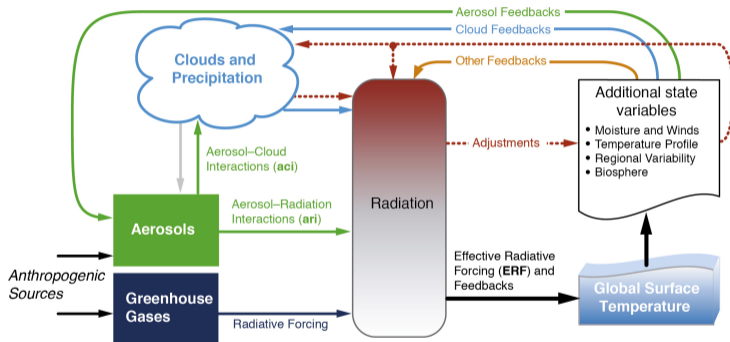 Aerosol Feedbacks
Cloud Feedbacks
Other Feedbacks
Clouds and
Precipitation
Additional state
variables
• Moisture and Winds
• Temperature Profile
• Regional Variability
• Biosphere
Adjustments
Aerosol–Cloud
Interactions (aci)
Aerosol–Radiation
Interactions (ari)
Aerosols
Radiation
Anthropogenic
Sources
Greenhouse
Gases
Radiative Forcing
Effective Radiative
Forcing (ERF) and
Feedbacks
Global Surface
Temperature